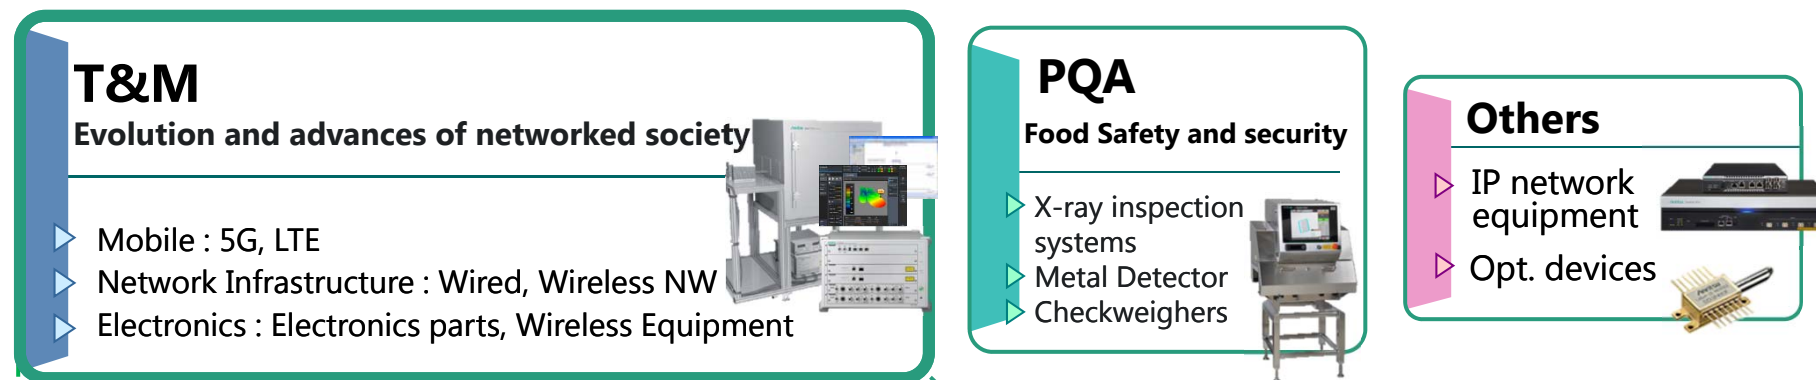 T&M
Evolution and advances of networked society
Mobile : 5G, LTE
Network Infrastructure : Wired, Wireless NW
Electronics : Electronics parts, Wireless Equipment
PQA
Food Safety and security
X-ray inspection
systems
Metal Detector
Checkweighers
Others
IP network
equipment
Opt. devices